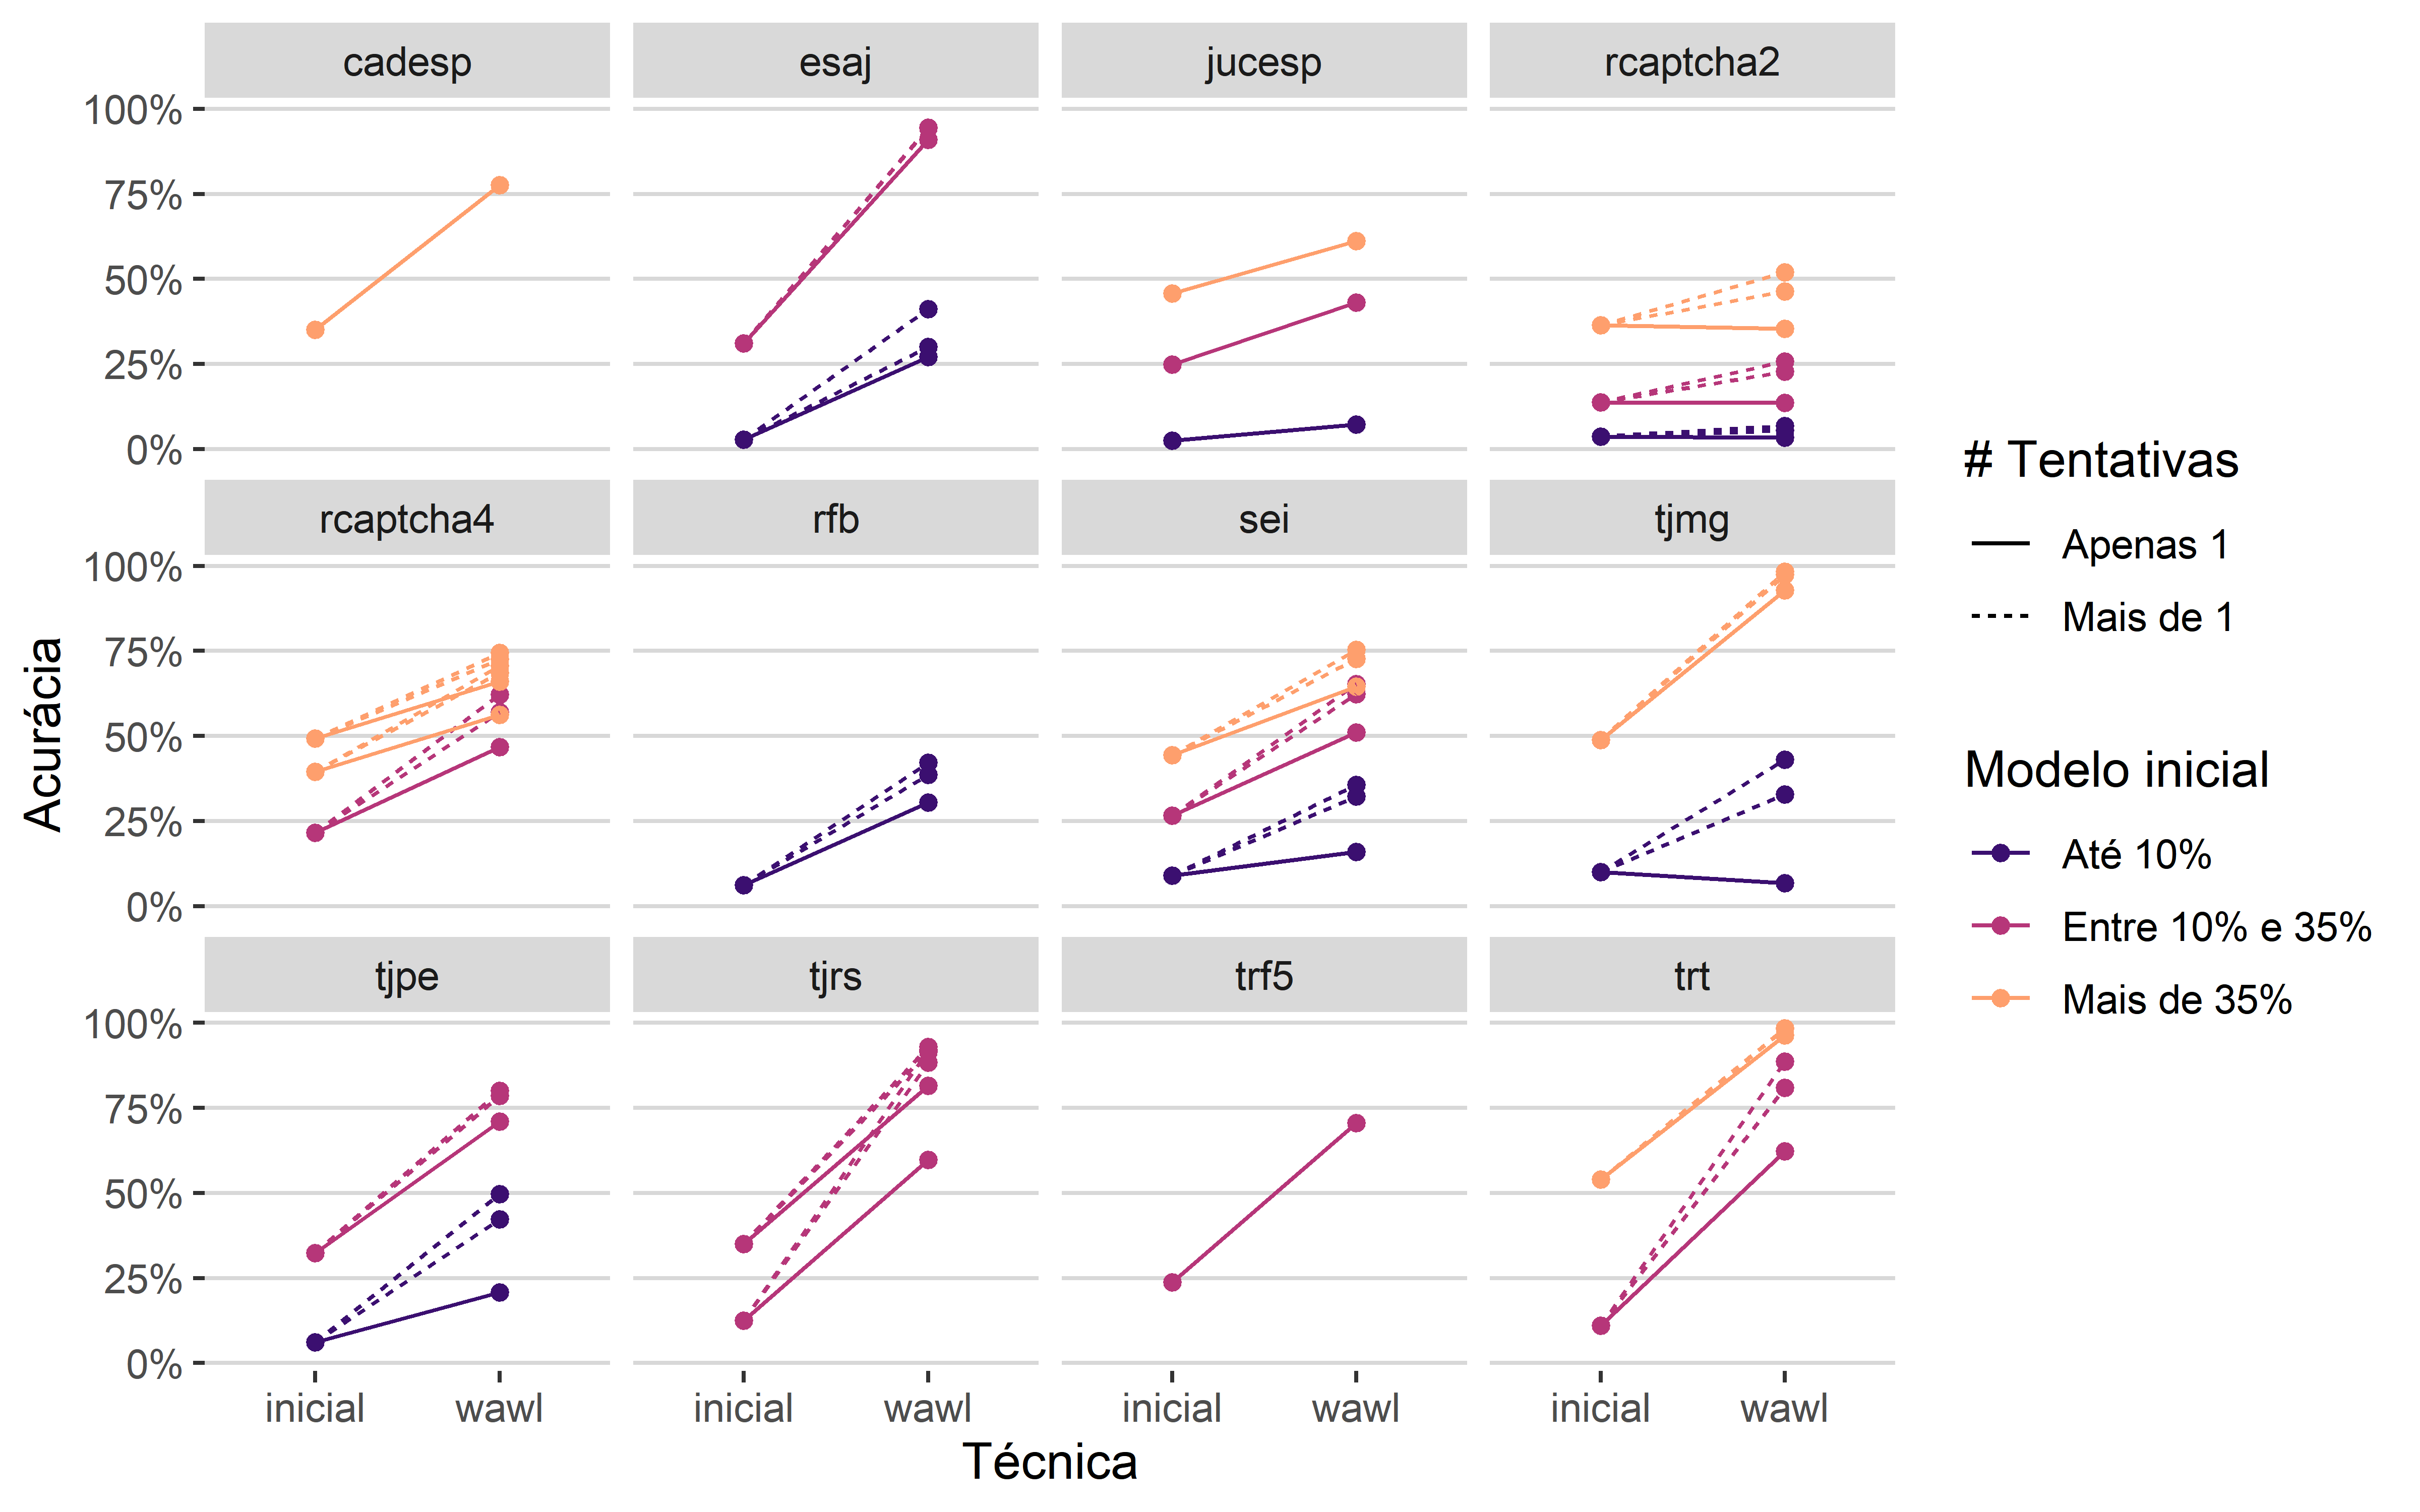 cadesp esaj jucesp rcaptcha2
100%
75%
50%
25%
0%
rcaptcha4 rfb sei tjmg
100%
75%
50%
25%
0%
tjpe tjrs trf5 trt
100%
75%
50%
25%
0%
inicial wawl inicial wawl inicial wawl inicial wawl
Técnica
Acurácia
# Tentativas
Apenas 1
Mais de 1
Modelo inicial
Até 10%
Entre 10% e 35%
Mais de 35%